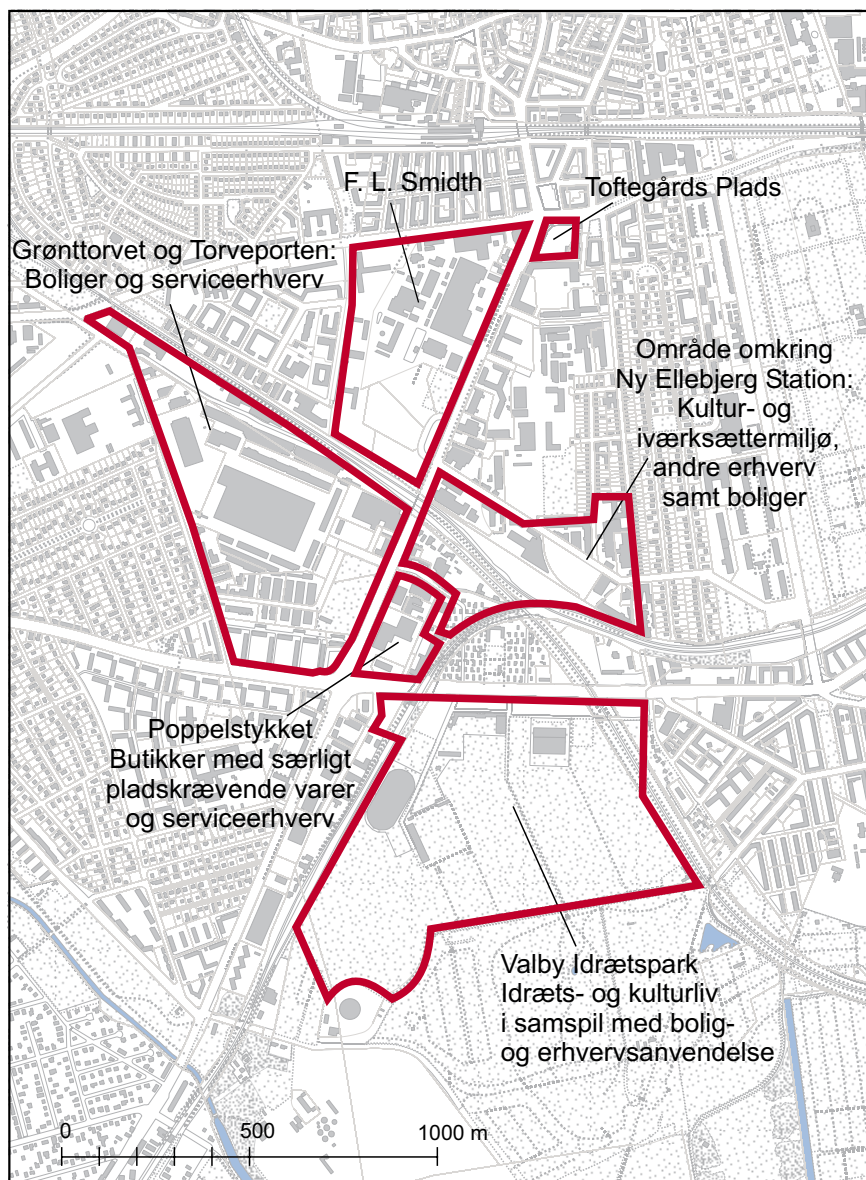 F. L. Smidth
Toftegårds Plads
Grønttorvet og Torveporten:
Boliger og serviceerhverv
Område omkring
Ny Ellebjerg Station:
Kultur- og
iværksættermiljø,
andre erhverv
samt boliger
Poppelstykket
Butikker med særligt
pladskrævende varer
og serviceerhverv
Valby Idrætspark
Idræts- og kulturliv
i samspil med bolig-
og erhvervsanvendelse
0 500 1000 m